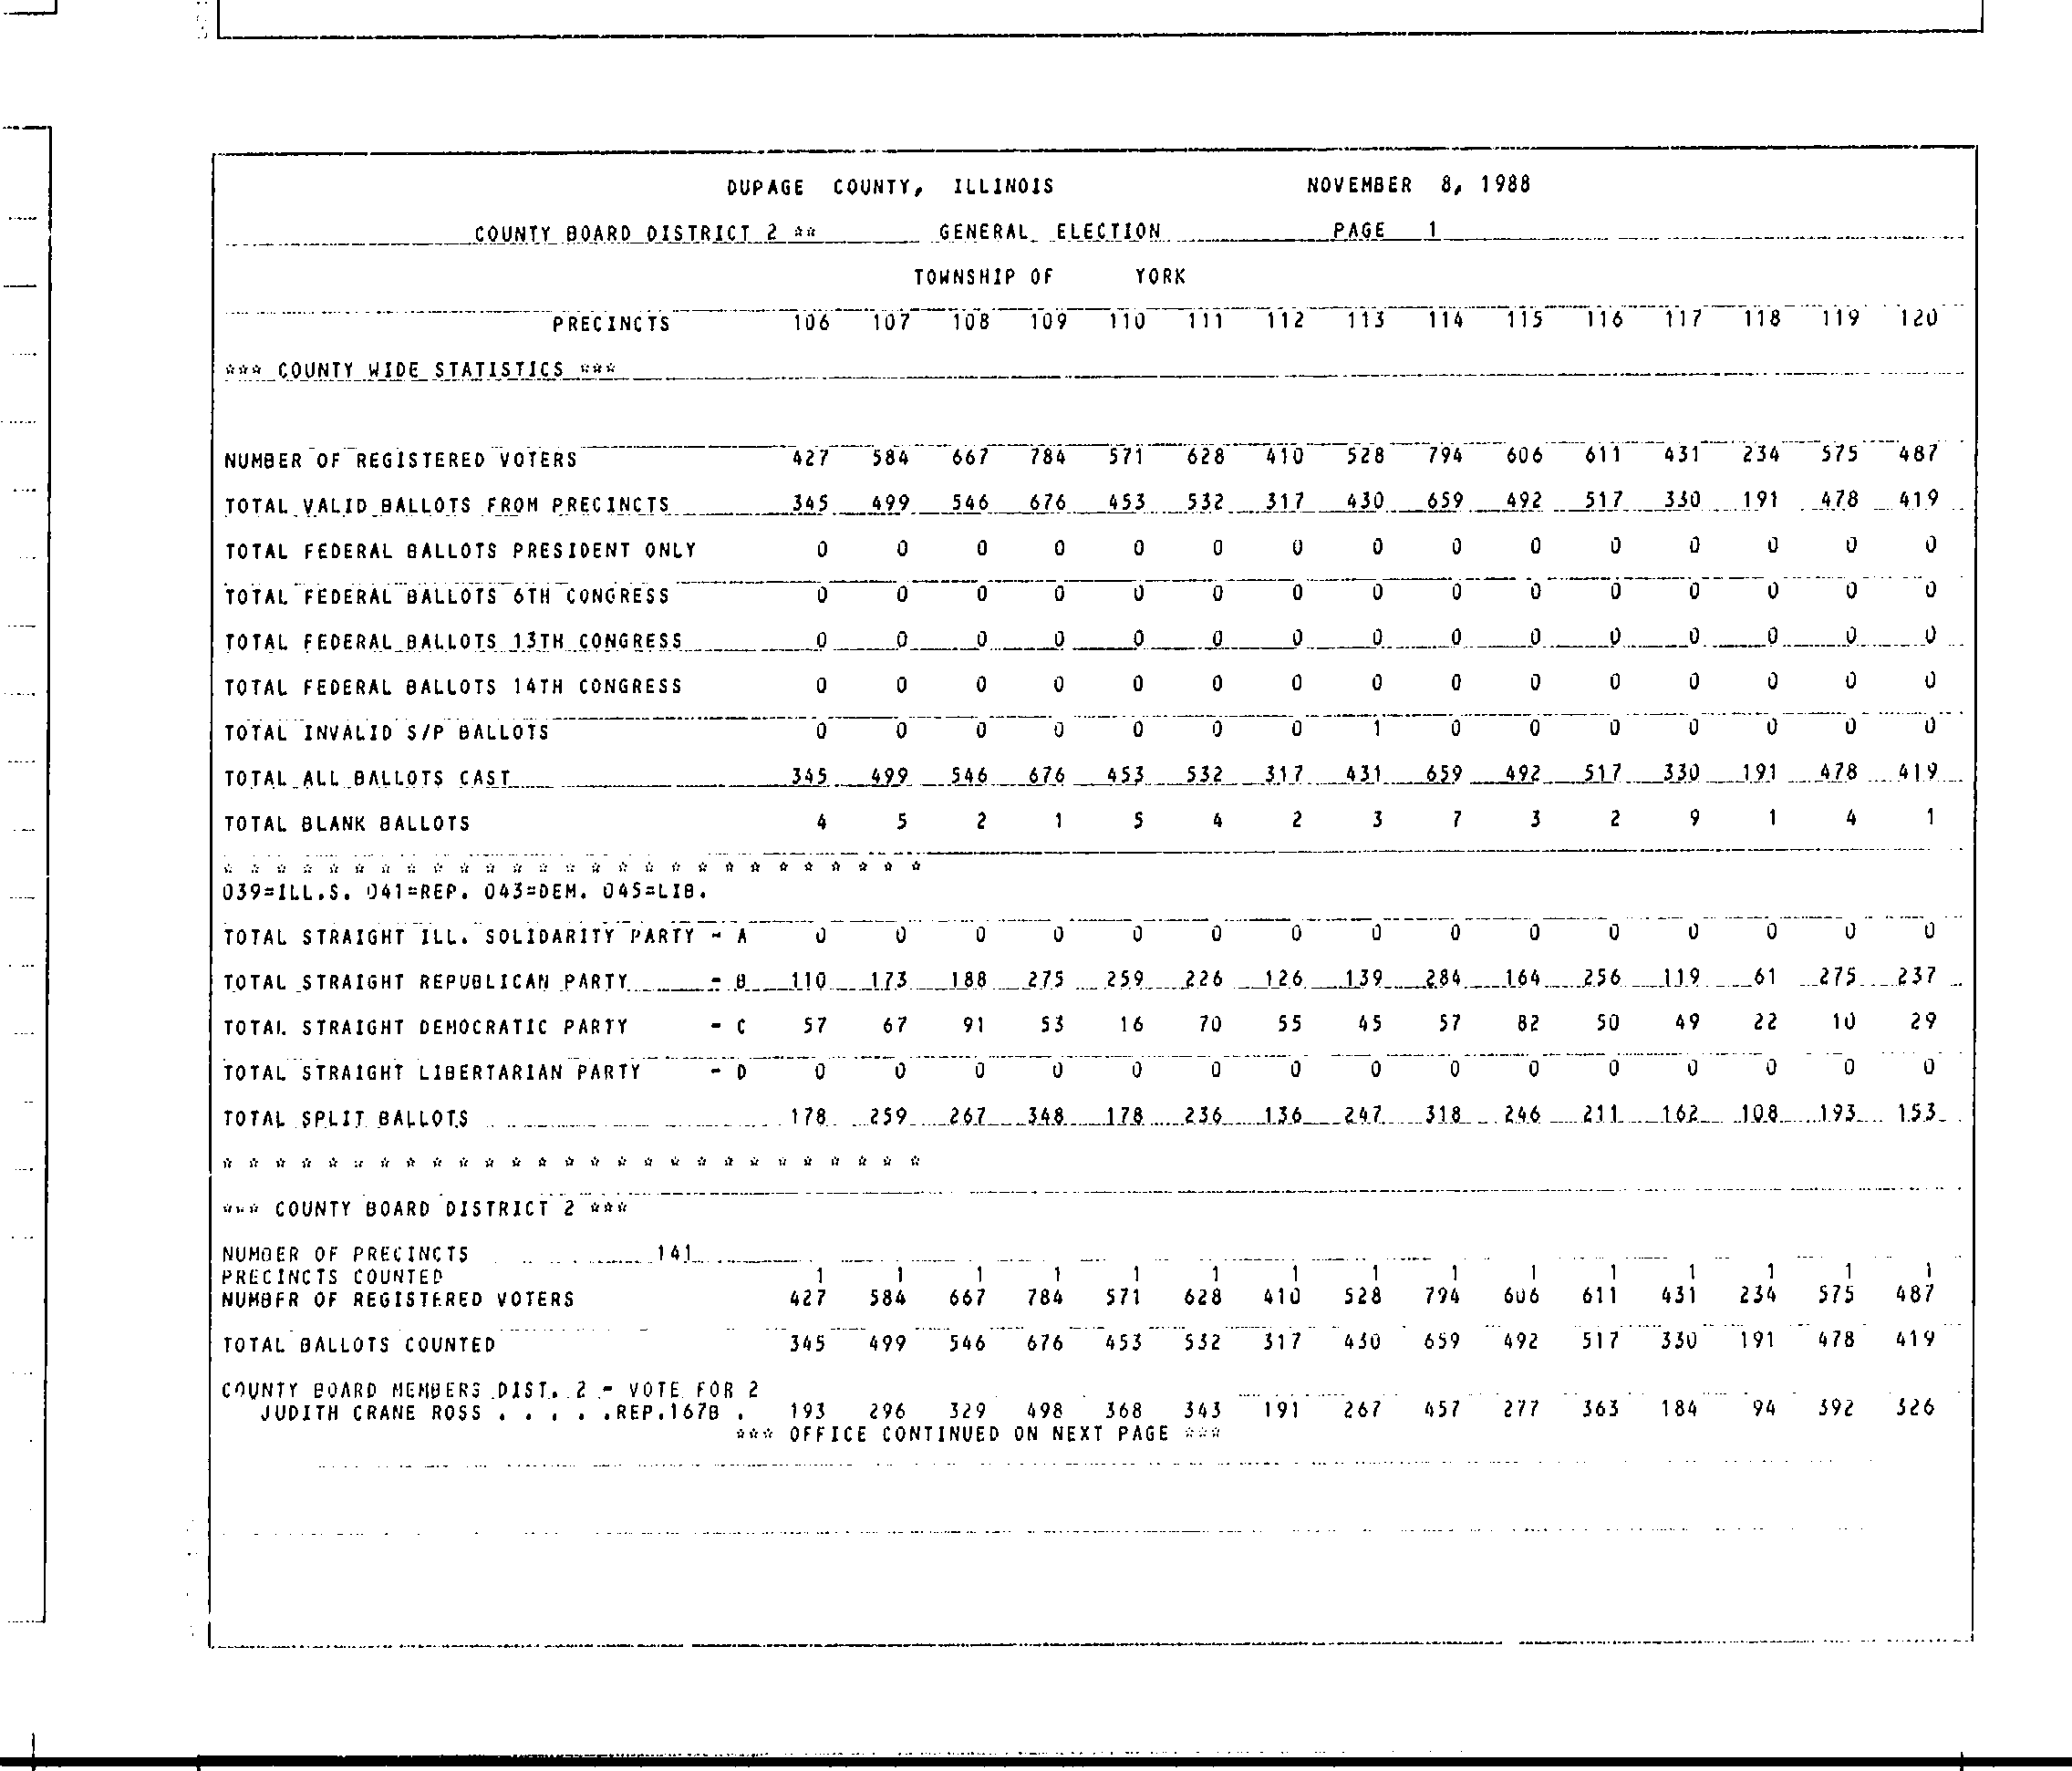 DUPAGE COUNTY, ILLINOIS NOVEMBER 8, 1988
COUNTY BOARD DISTRICT 2 ** GENERAL ELECTION PAGE 1
TOWNSHIP OF YORK
PRECINCTS 106 107 108 109 110 111 112 113 114 115 116 117 118 119 120
*** COUNTY WIDE STATISTICS ***
NUMBER OF REGISTERED VOTERS 427 584 667 784 571 628 410 528 794 606 611 431 234 575 487
TOTAL VALID BALLOTS FROM PRECINCTS 345 499 546 676 453 532 317 430 659 492 517 330 191 478 419
TOTAL FEDERAL BALLOTS PRESIDENT ONLY 0 0 0 0 0 0 0 0 0 0 0 0 0 0 0
TOTAL FEDERAL BALLOTS 6TH CONGRESS 0 0 0 0 0 0 0 0 0 0 0 0 0 0 0
TOTAL FEDERAL BALLOTS 13TH CONGRESS 0 0 0 0 0 0 0 0 0 0 0 0 0 0 0
TOTAL FEDERAL BALLOTS 14TH CONGRESS 0 0 0 0 0 0 0 0 0 0 0 0 0 0 0
TOTAL INVALID S/P BALLOTS 0 0 0 0 0 0 0 1 0 0 0 0 0 0 0
TOTAL ALL BALLOTS CAST 345 499 546 676 453 532 317 431 659 492 517 330 191 478 419
TOTAL BLANK BALLOTS 4 5 2 1 5 4 2 3 7 3 2 9 1 4 1
* * * * * * * * * * * * * * * * * * * * * * * * * * *
039=ILL.S. 041=REP. 043=DEM. 045=LIB.
TOTAL STRAIGHT ILL. SOLIDARITY PARTY - A 0 0 0 0 0 0 0 0 0 0 0 0 0 0 0
TOTAL STRAIGHT REPUBLICAN PARTY - B 110 173 188 275 259 226 126 139 284 164 256 119 61 275 237
TOTAL STRAIGHT DEMOCRATIC PARTY - C 57 67 91 53 16 70 55 45 57 82 50 49 22 10 29
TOTAL STRAIGHT LIBERTARIAN PARTY - D 0 0 0 0 0 0 0 0 0 0 0 0 0 0 0
TOTAL SPLIT BALLOTS 178 259 267 348 178 236 136 247 318 246 211 162 108 193 153
* * * * * * * * * * * * * * * * * * * * * * * * * * *
*** COUNTY BOARD DISTRICT 2 ***
NUMBER OF PRECINCTS 141
PRECINCTS COUNTED 1 1 1 1 1 1 1 1 1 1 1 1 1 1 1
NUMBER OF REGISTERED VOTERS 427 584 667 784 571 628 410 528 794 606 611 431 234 575 487
TOTAL BALLOTS COUNTED 345 499 546 676 453 532 317 430 659 492 517 330 191 478 419
COUNTY BOARD MEMBERS DIST. 2 - VOTE FOR 2
JUDITH CRANE ROSS . . . . .REP.167B . 193 296 329 498 368 343 191 267 457 277 363 184 94 392 326
*** OFFICE CONTINUED ON NEXT PAGE ***